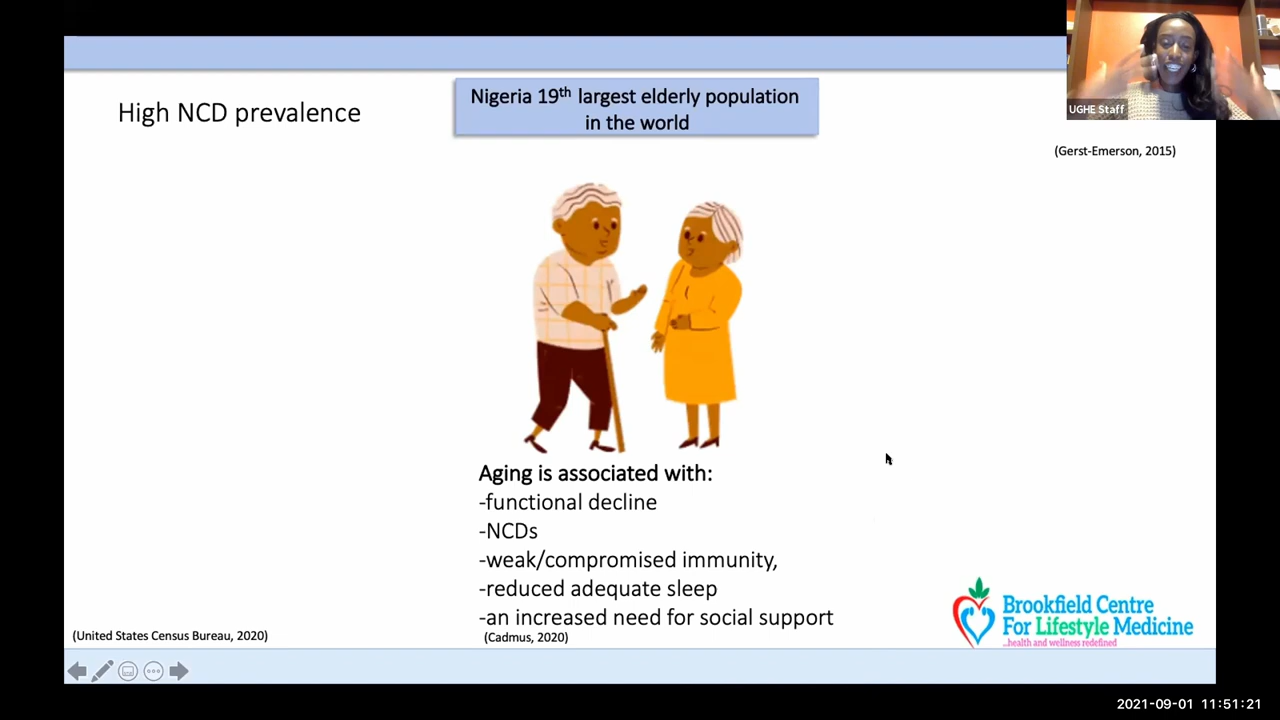 UGHE Staff
High NCD prevalence
Nigeria 19th largest elderly population
in the world
(Gerst-Emerson, 2015)
Aging is associated with:
-functional decline
-NCDs
-weak/compromised immunity,
-reduced adequate sleep
-an increased need for social support
(United States Census Bureau, 2020)
(Cadmus, 2020)
Brookfield Centre
For Lifestyle Medicine
...health and wellness redefined
2021-09-01 11:51:21